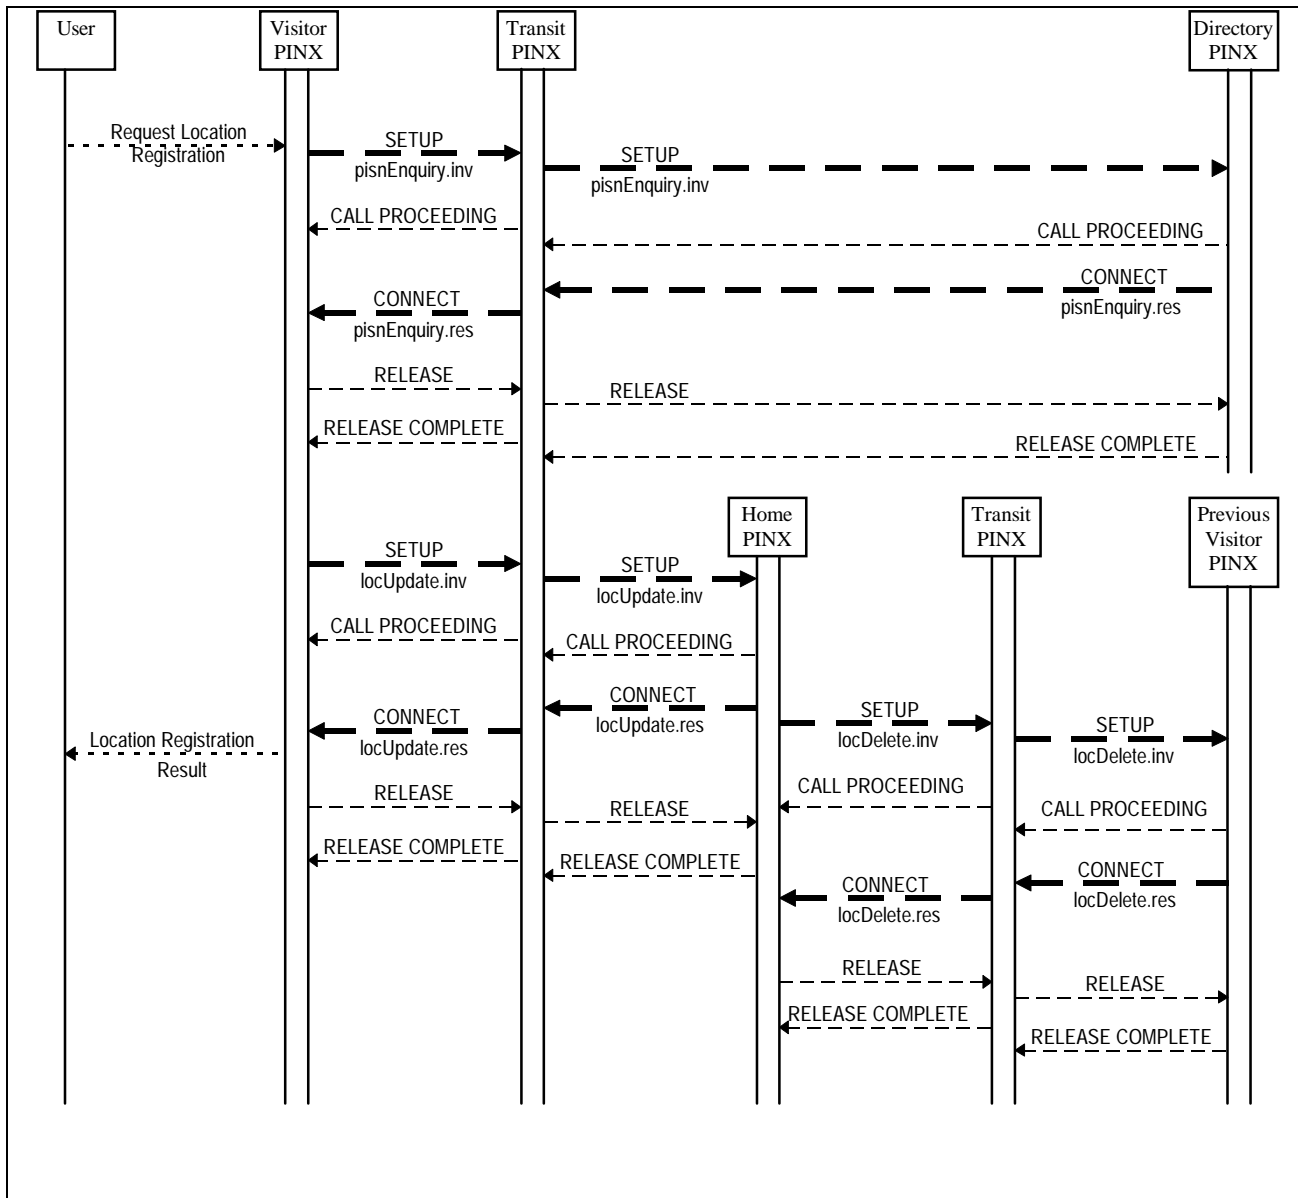 User
Visitor
PINX
Transit
PINX
Directory
PINX
Request Location
Registration
SETUP
pisnEnquiry.inv
SETUP
pisnEnquiry.inv
CALL PROCEEDING
CALL PROCEEDING
CONNECT
pisnEnquiry.res
CONNECT
pisnEnquiry.res
RELEASE
RELEASE
RELEASE COMPLETE
RELEASE COMPLETE
Home
PINX
Transit
PINX
Previous
Visitor
PINX
SETUP
locUpdate.inv
SETUP
locUpdate.inv
CALL PROCEEDING
CALL PROCEEDING
CONNECT
locUpdate.res
SETUP
locDelete.inv
CONNECT
locUpdate.res
SETUP
locDelete.inv
Location Registration
Result
CALL PROCEEDING
RELEASE
RELEASE
CALL PROCEEDING
RELEASE COMPLETE
RELEASE COMPLETE
CONNECT
locDelete.res
CONNECT
locDelete.res
RELEASE
RELEASE
RELEASE COMPLETE
RELEASE COMPLETE